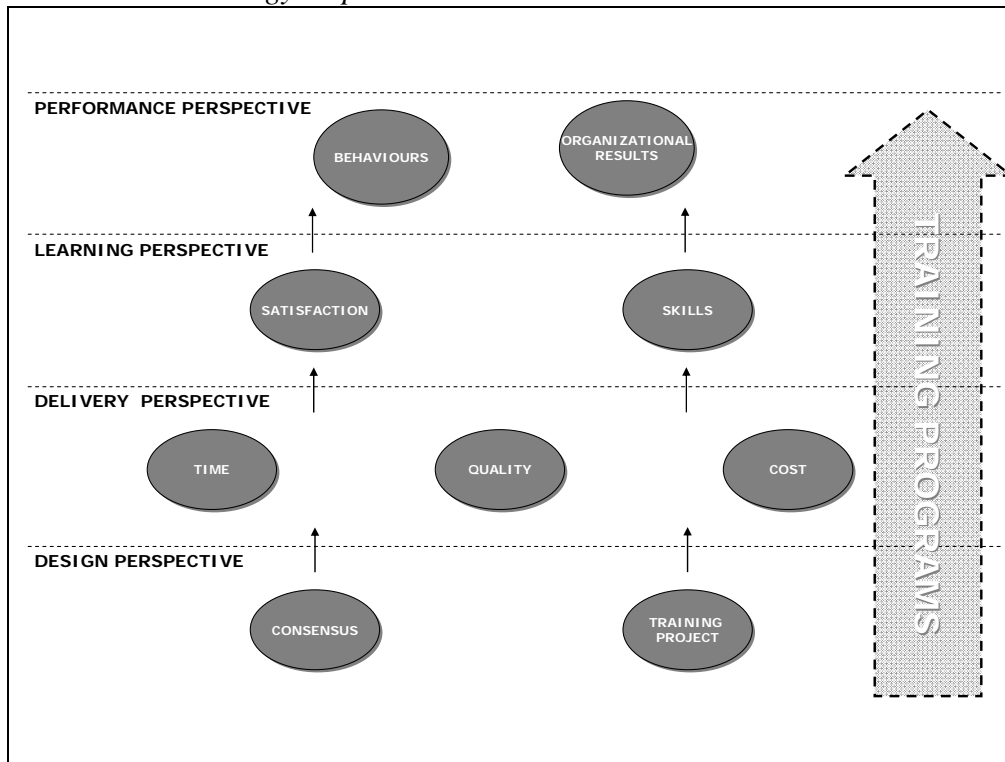 PERFORMANCE PERSPECTIVE
BEHAVIOURS
ORGANIZATIONAL
RESULTS
LEARNING PERSPECTIVE
SATISFACTION
SKILLS
DELIVERY PERSPECTIVE
TIME
QUALITY
COST
DESIGN PERSPECTIVE
CONSENSUS
TRAINING
PROJECT
TRAINING PROGRAMS